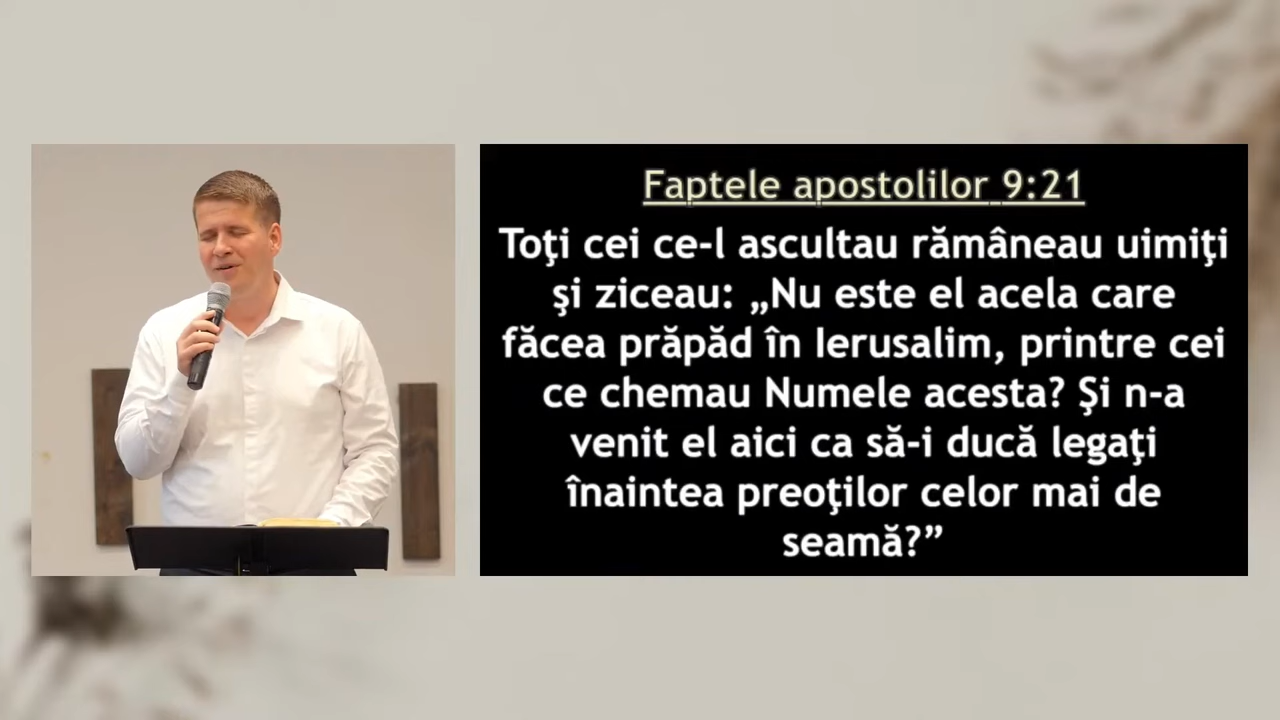 Faptele apostolilor 9:21
Toţi cei ce-l ascultau rămâneau uimiţi
şi ziceau: „Nu este el acela care
făcea prăpăd în Ierusalim, printre cei
ce chemau Numele acesta? Şi n-a
venit el aici ca să-i ducă legaţi
înaintea preoţilor celor mai de
seamă?”